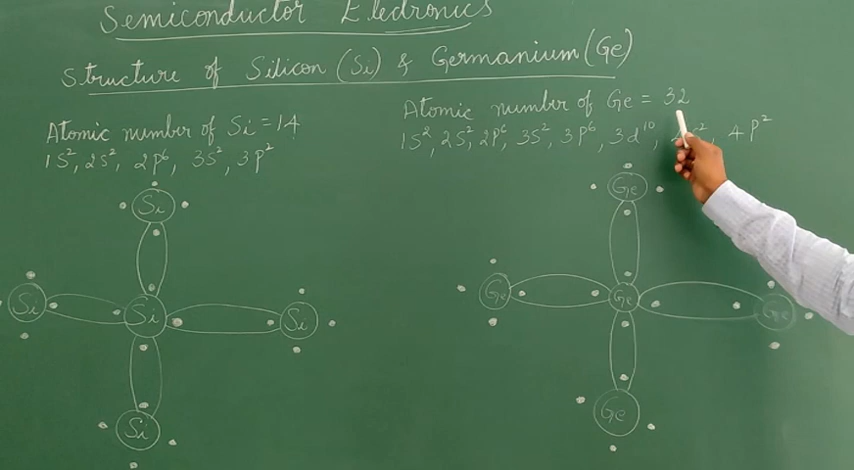 Semiconductor Electronics
Structure of Silicon (Si) & Germanium (Ge)
Atomic number of Si = 14
1S², 2S², 2p⁶, 3S², 3p²
Si
Si
Si
Si
Si
Atomic number of Ge = 32
1S², 2S², 2p⁶, 3S², 3p⁶, 3d¹⁰, ², 4p²
Ge
Ge
Ge
Ge
Ge